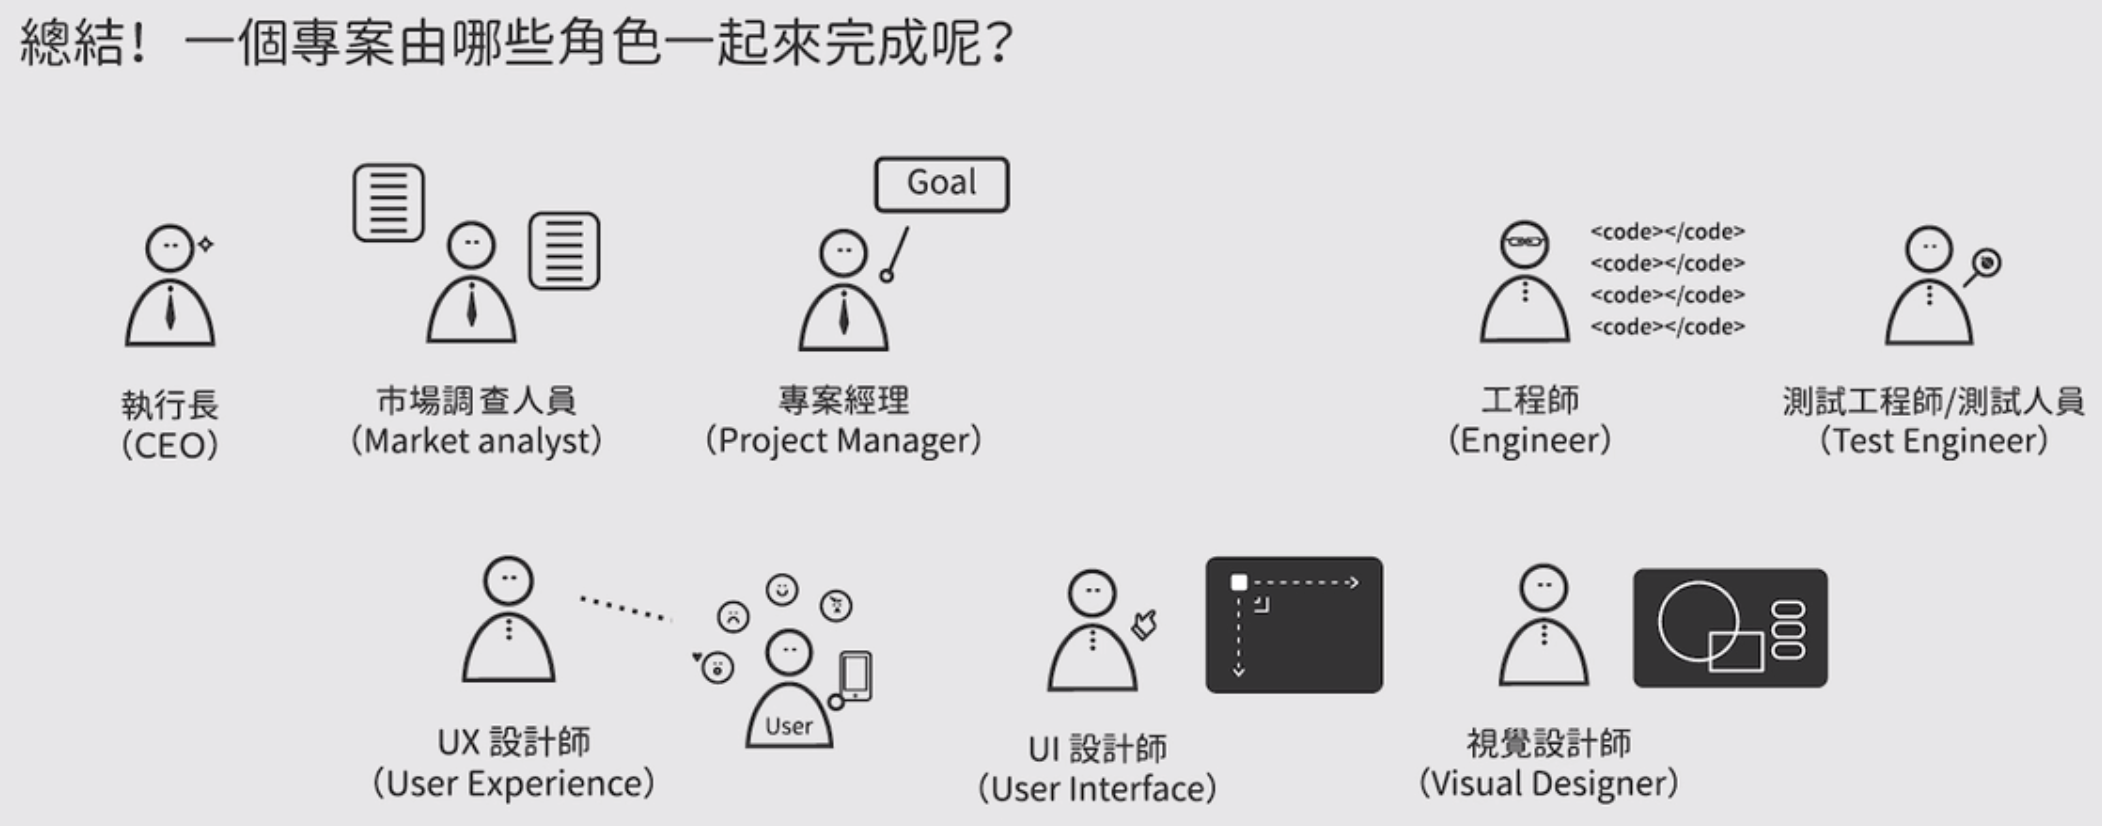 總結！一個專案由哪些角色一起來完成呢？
Goal
<code></code>
<code></code>
<code></code>
<code></code>
執行長
（CEO）
市場調查人員
（Market analyst）
專案經理
（Project Manager）
工程師
（Engineer）
測試工程師/測試人員
（Test Engineer）
User
UX 設計師
（User Experience）
UI 設計師
（User Interface）
視覺設計師
（Visual Designer）